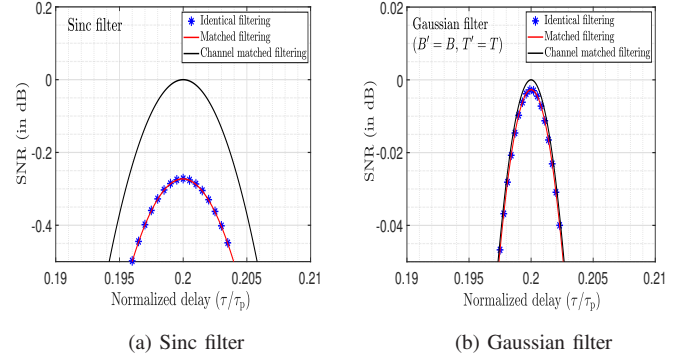 Sinc filter
Identical filtering
Matched filtering
Channel matched filtering
SNR (in dB)
0.2
0
-0.2
-0.4
0.19
0.195
0.2
0.205
0.21
Normalized delay (τ/τp)
(a) Sinc filter
Gaussian filter
(B′ = B, T′ = T)
Identical filtering
Matched filtering
Channel matched filtering
SNR (in dB)
0.02
0
-0.02
-0.04
0.19
0.195
0.2
0.205
0.21
Normalized delay (τ/τp)
(b) Gaussian filter